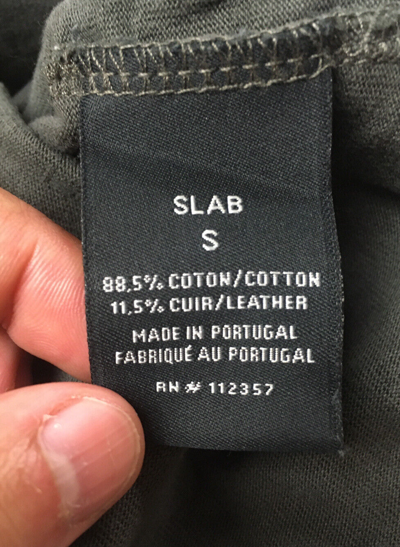 SLAB
S
88,5% COTON/COTTON
11,5% CUIR/LEATHER
MADE IN PORTUGAL
FABRIQUÉ AU PORTUGAL
RN # 112357